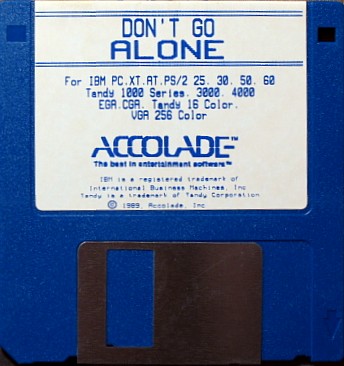 DON'T GO
ALONE
For IBM PC.XT.AT.PS/2 25. 30. 50. 60
Tandy 1000 Series. 3000. 4000
EGA.CGA. Tandy 16 Color.
VGA 256 Color
ACCOLADE™
The best in entertainment software™
IBM is a registered trademark of
International Business Machines, Inc
Tandy is a trademark of Tandy Corporation
© 1989, Accolade, Inc